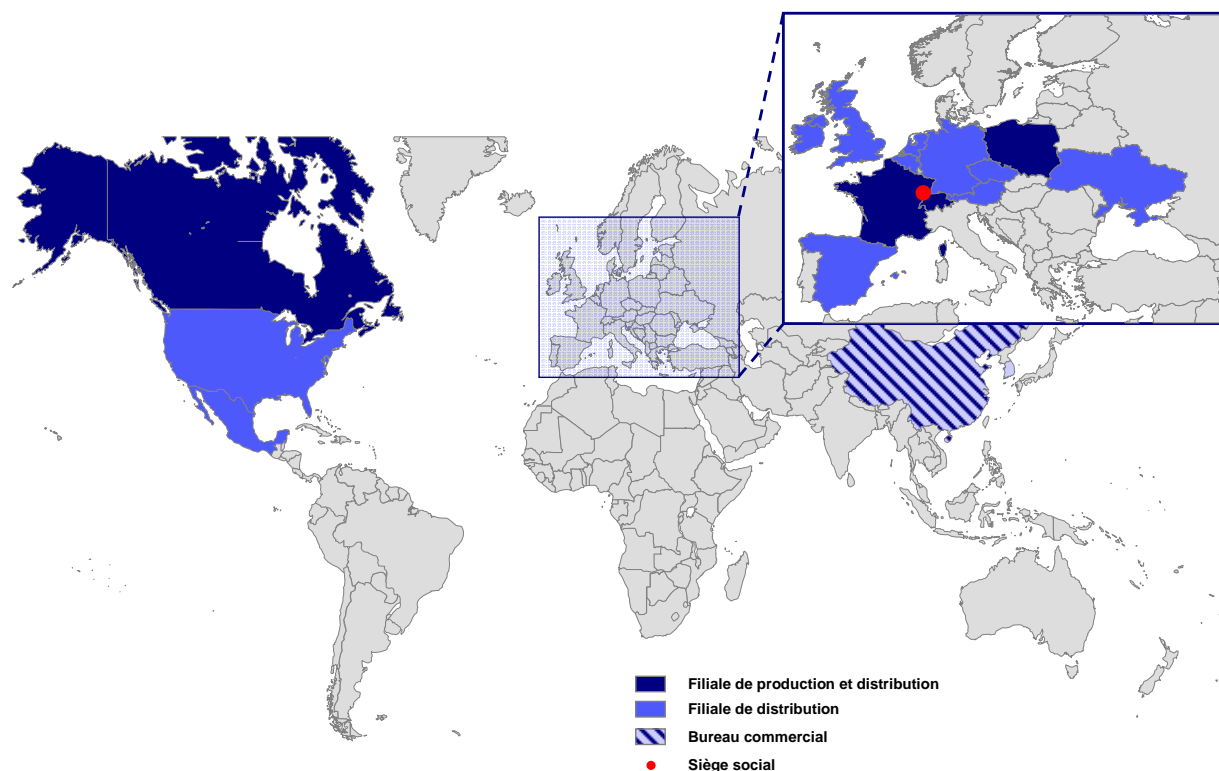 Filiale de production et distribution
Filiale de distribution
Bureau commercial
Siège social